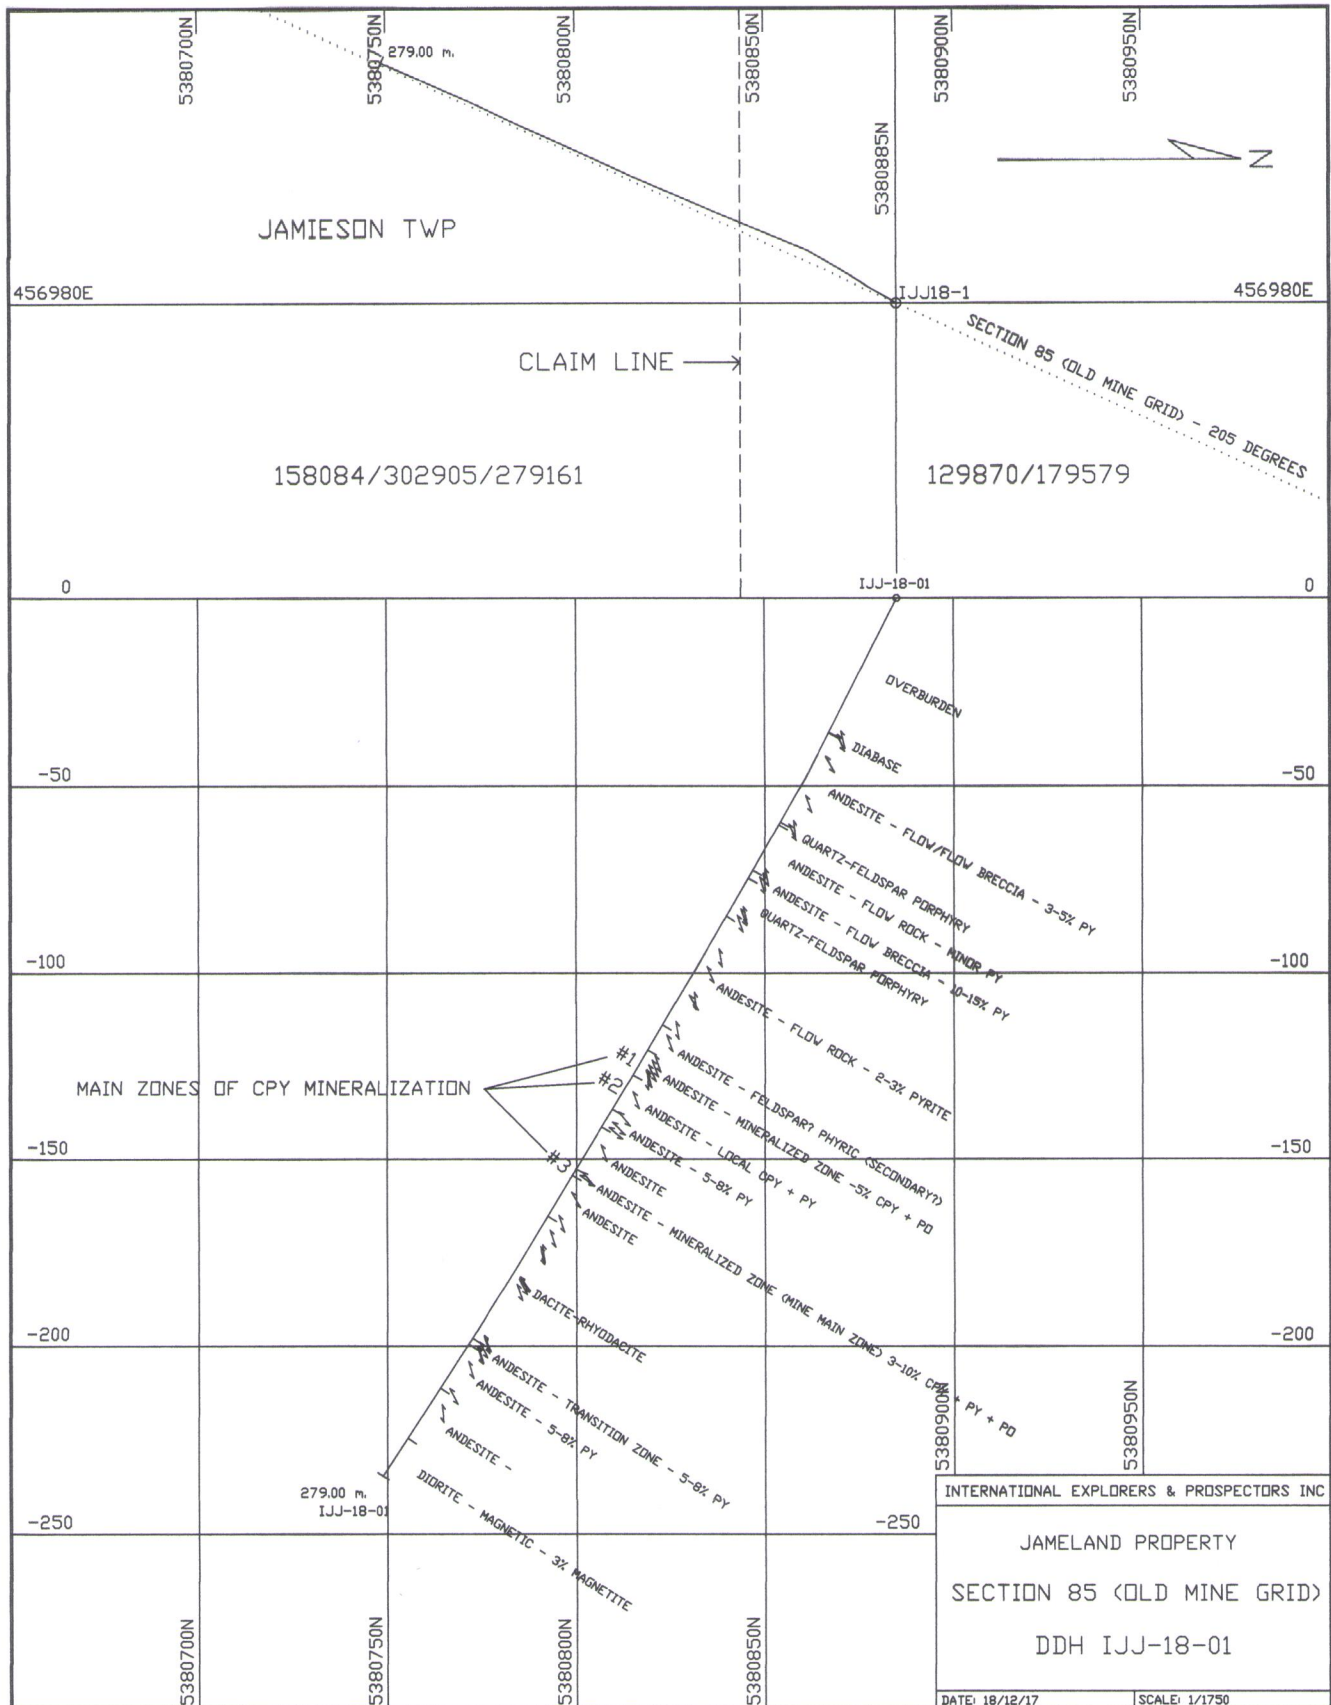 5380700N
5380750N
5380800N
5380850N
5380900N
5380950N
279.00 m.
5380885N
N
JAMIESON TWP
456980E
IJJ18-1
456980E
SECTION 85 (OLD MINE GRID) - 205 DEGREES
CLAIM LINE
158084/302905/279161
129870/179579
0
IJJ-18-01
0
OVERBURDEN
DIABASE
-50
-50
ANDESITE - FLOW/FLOW BRECCIA - 3-5% PY
QUARTZ-FELDSPAR PORPHYRY
ANDESITE - FLOW ROCK - MINOR PY
ANDESITE - FLOW BRECCIA - 10-15% PY
QUARTZ-FELDSPAR PORPHYRY
-100
-100
ANDESITE - FLOW ROCK - 2-3% PYRITE
#1
#2
#3
MAIN ZONES OF CPY MINERALIZATION
ANDESITE - FELDSPAR? PHYRIC (SECONDARY?)
ANDESITE - MINERALIZED ZONE -5% CPY + PO
ANDESITE - LOCAL CPY + PY
ANDESITE - 5-8% PY
-150
-150
ANDESITE
ANDESITE - MINERALIZED ZONE (MINE MAIN ZONE) 3-10% CPY + PY + PO
ANDESITE
DACITE-RHYODACITE
-200
-200
ANDESITE - TRANSITION ZONE - 5-8% PY
ANDESITE - 5-8% PY
ANDESITE -
DIORITE - MAGNETIC - 3% MAGNETITE
279.00 m.
IJJ-18-01
5380900N
5380950N
-250
-250
5380700N
5380750N
5380800N
5380850N
INTERNATIONAL EXPLORERS & PROSPECTORS INC
JAMELAND PROPERTY
SECTION 85 (OLD MINE GRID)
DDH IJJ-18-01
DATE: 18/12/17
SCALE: 1/1750